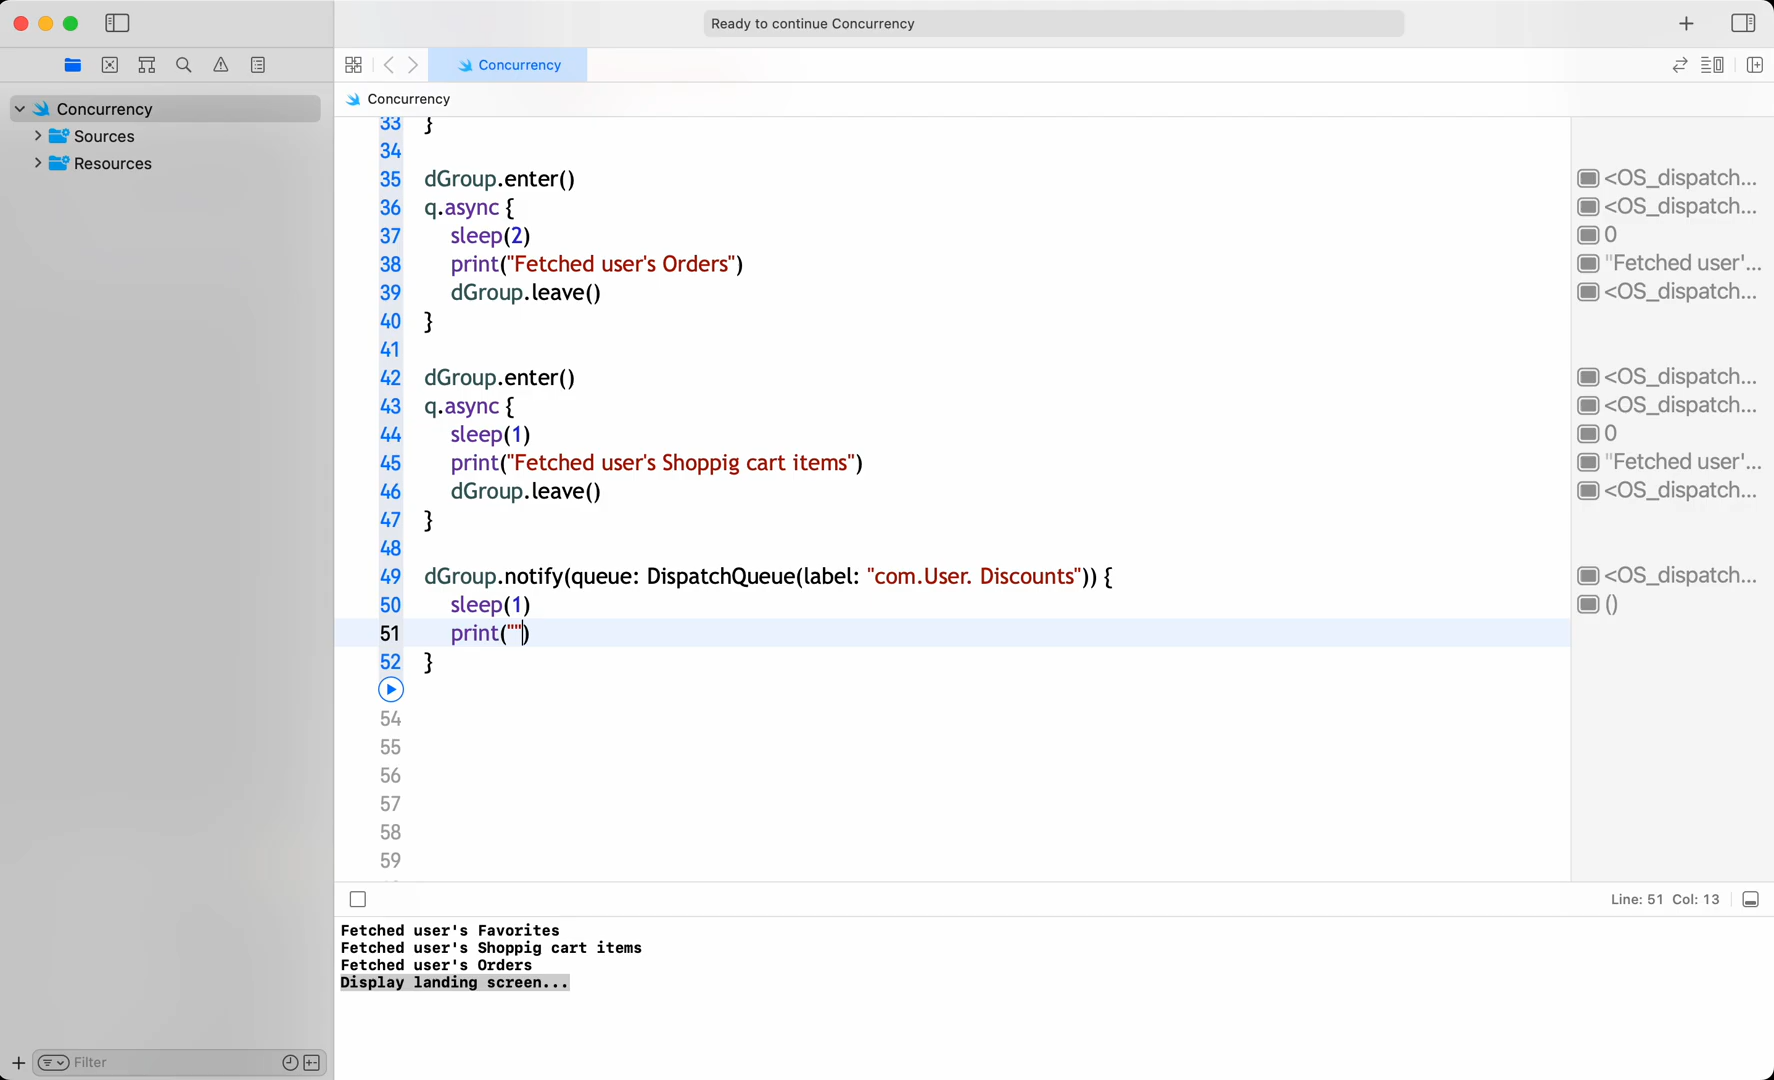 Ready to continue Concurrency
Concurrency
Concurrency
Concurrency
Sources
Resources
33 }
34
35 dGroup.enter()
<OS_dispatch...
36 q.async {
<OS_dispatch...
37 sleep(2)
0
38 print("Fetched user's Orders")
"Fetched user'...
39 dGroup.leave()
<OS_dispatch...
40 }
41
42 dGroup.enter()
<OS_dispatch...
43 q.async {
<OS_dispatch...
44 sleep(1)
0
45 print("Fetched user's Shoppig cart items")
"Fetched user'...
46 dGroup.leave()
<OS_dispatch...
47 }
48
49 dGroup.notify(queue: DispatchQueue(label: "com.User. Discounts")) {
<OS_dispatch...
50 sleep(1)
()
51 print("")
52 }
54
55
56
57
58
59
Line: 51 Col: 13
Fetched user's Favorites
Fetched user's Shoppig cart items
Fetched user's Orders
Display landing screen...
Filter